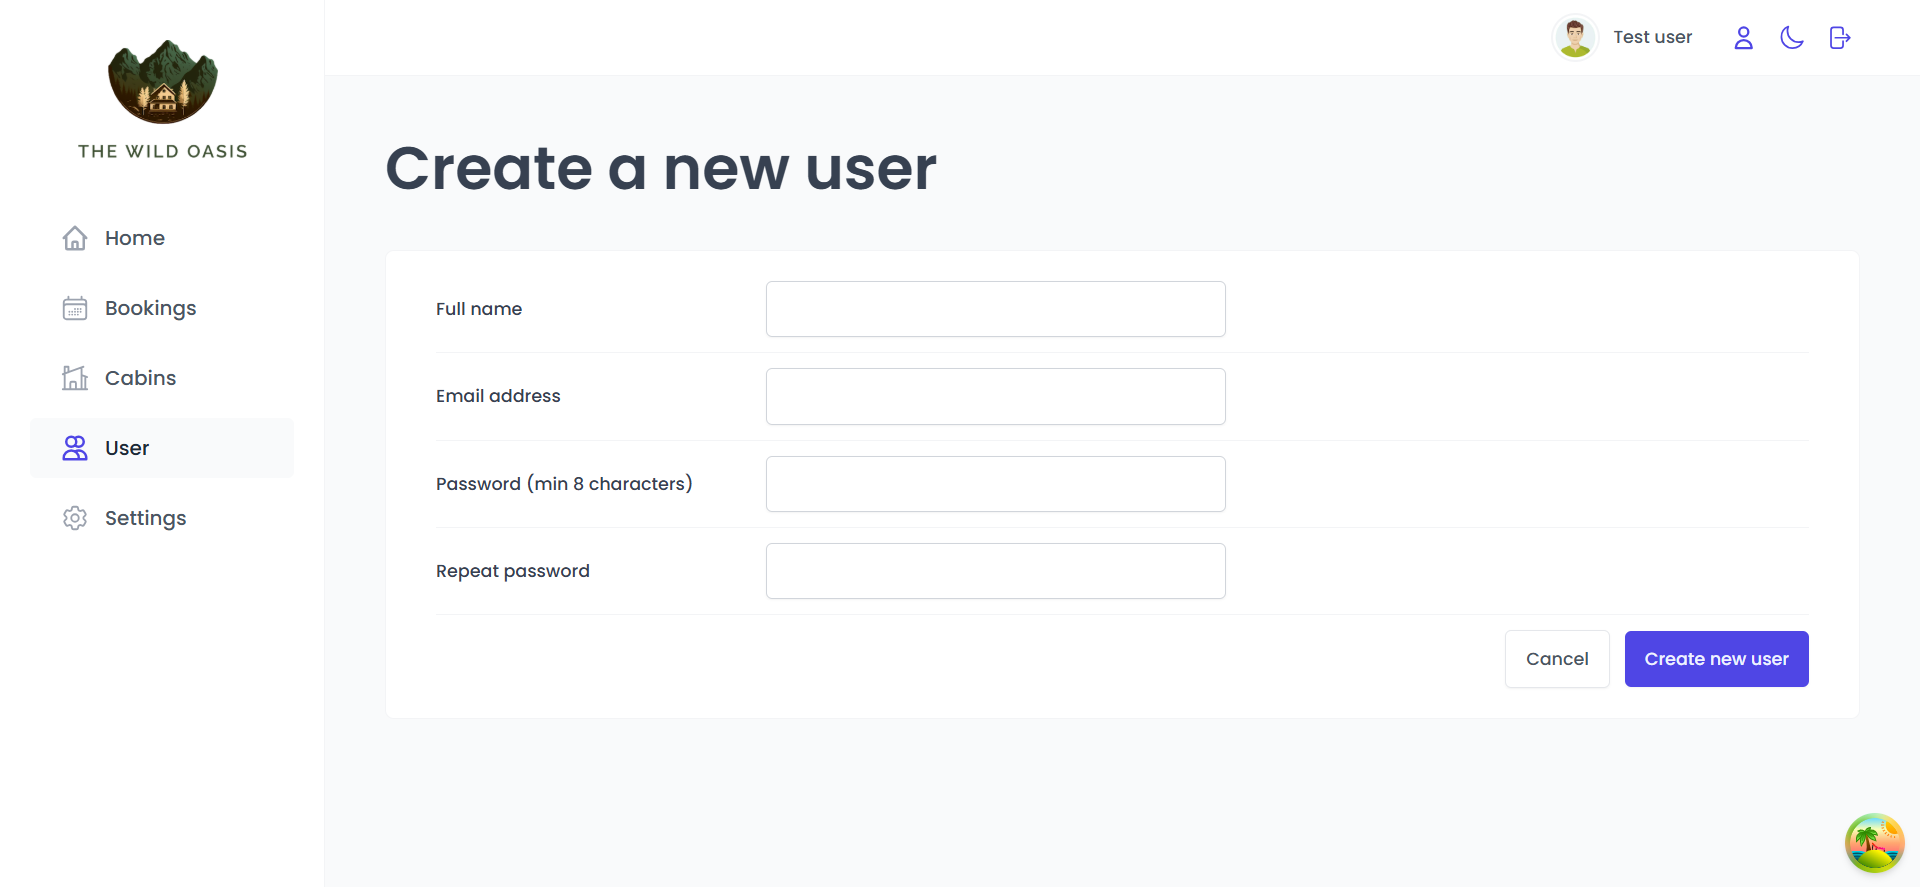 THE WILD OASIS
Home
Bookings
Cabins
User
Settings
Test user
Create a new user
Full name
Email address
Password (min 8 characters)
Repeat password
Cancel
Create new user